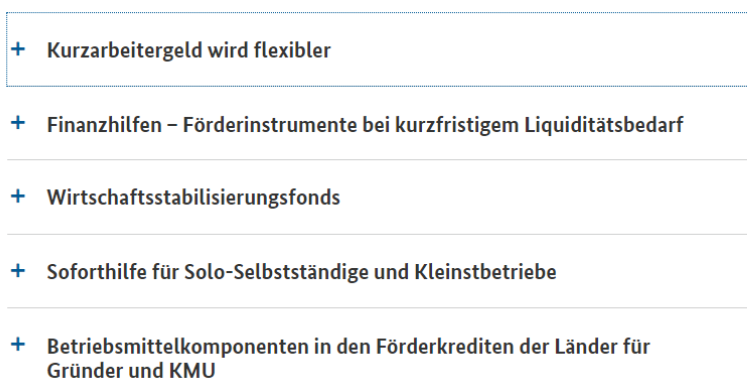 Kurzarbeitergeld wird flexibler
Finanzhilfen – Förderinstrumente bei kurzfristigem Liquiditätsbedarf
Wirtschaftsstabilisierungsfonds
Soforthilfe für Solo-Selbstständige und Kleinstbetriebe
Betriebsmittelkomponenten in den Förderkrediten der Länder für
Gründer und KMU